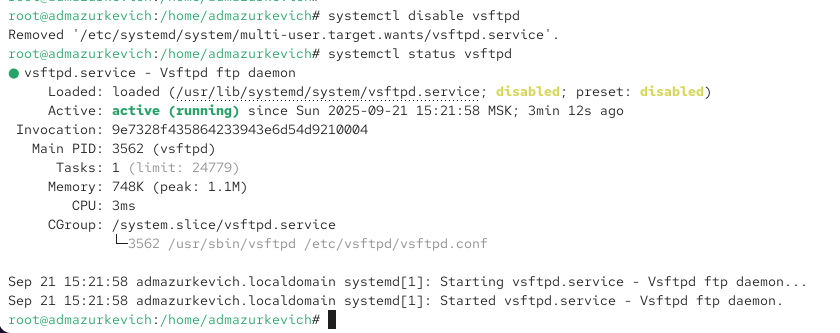 root@admazurkevich:/home/admazurkevich# systemctl disable vsftpd
Removed '/etc/systemd/system/multi-user.target.wants/vsftpd.service'.
root@admazurkevich:/home/admazurkevich# systemctl status vsftpd
● vsftpd.service - Vsftpd ftp daemon
     Loaded: loaded (/usr/lib/systemd/system/vsftpd.service; disabled; preset: disabled)
     Active: active (running) since Sun 2025-09-21 15:21:58 MSK; 3min 12s ago
 Invocation: 9e7328f435864233943e6d54d9210004
   Main PID: 3562 (vsftpd)
      Tasks: 1 (limit: 24779)
     Memory: 748K (peak: 1.1M)
        CPU: 3ms
     CGroup: /system.slice/vsftpd.service
             └─3562 /usr/sbin/vsftpd /etc/vsftpd/vsftpd.conf

Sep 21 15:21:58 admazurkevich.localdomain systemd[1]: Starting vsftpd.service - Vsftpd ftp daemon...
Sep 21 15:21:58 admazurkevich.localdomain systemd[1]: Started vsftpd.service - Vsftpd ftp daemon.
root@admazurkevich:/home/admazurkevich#